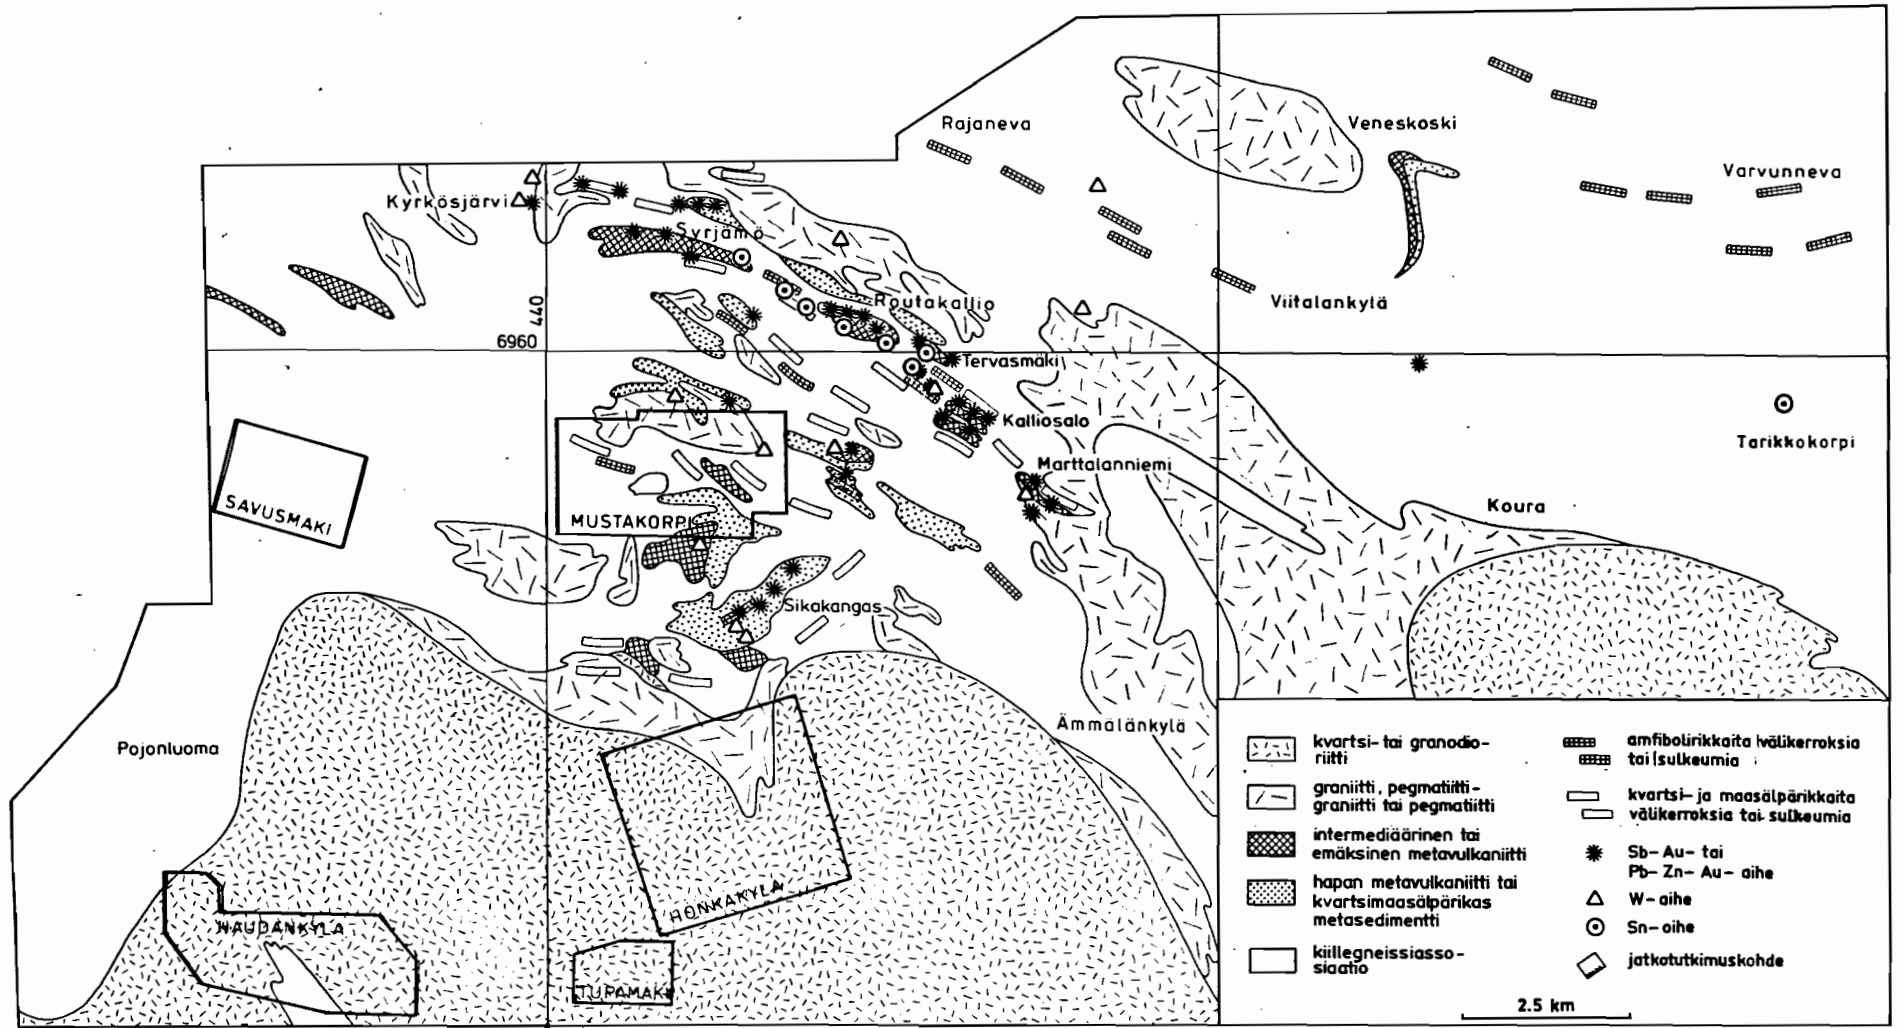 Rajaneva
Veneskoski
Varvunneva
Kyrkösjärvi
Syrjämö
Routakallio
Viitalankylä
440
6960
Tervasmäki
Kalliosalo
Tarikkokorpi
Marttalanniemi
Koura
SAVUSMAKI
MUSTAKORPI
Sikakangas
Ämmälänkylä
Pojonluoma
HONKAKYLA
HAUDANKYLA
TUPAMAKI
kvartsi- tai granodio-
riitti
graniitti, pegmatiitti-
graniitti tai pegmatiitti
intermediäärinen tai
emäksinen metavulkaniitti
hapan metavulkaniitti tai
kvartsimaasälpärikas
metasedimentti
kiillegneissiasso-
siaatio
amfibolirikkaita välikerroksia
tai sulkeumia
kvartsi- ja maasälpärikkaita
välikerroksia tai sulkeumia
Sb- Au- tai
Pb- Zn- Au- aihe
W- aihe
Sn- aihe
jatkotutkimuskohde
2.5 km